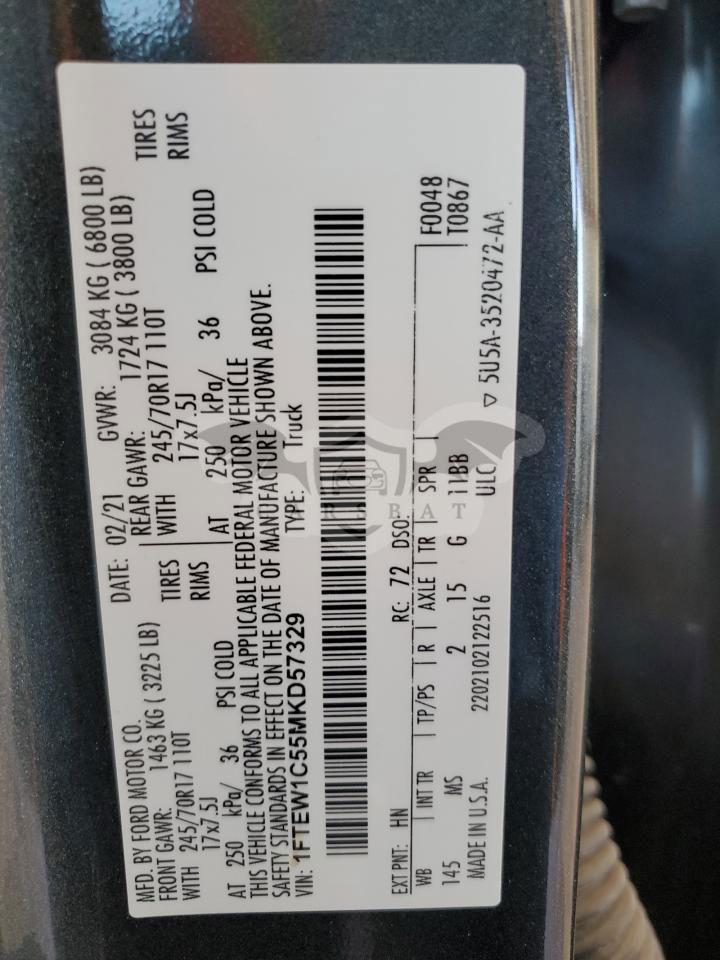 MFD. BY FORD MOTOR CO. DATE: 02/21 GVWR: 3084 KG ( 6800 LB)
FRONT GAWR: 1463 KG ( 3225 LB) REAR GAWR: 1724 KG ( 3800 LB)
WITH 245/70R17 110T TIRES WITH 245/70R17 110T TIRES
17x7.5J RIMS 17x7.5J RIMS
AT 250 kPa/ 36 PSI COLD AT 250 kPa/ 36 PSI COLD
THIS VEHICLE CONFORMS TO ALL APPLICABLE FEDERAL MOTOR VEHICLE
SAFETY STANDARDS IN EFFECT ON THE DATE OF MANUFACTURE SHOWN ABOVE.
VIN: 1FTEW1C55MKD57329 TYPE: Truck
EXT PNT: HN RC: 72 DSO: F0048
WB INT TR TP/PS R AXLE TR SPR T0867
145 MS 2 15 G 11BB
MADE IN U.S.A. 2202102122516 ULC ▽ 5U5A-3520472-AA